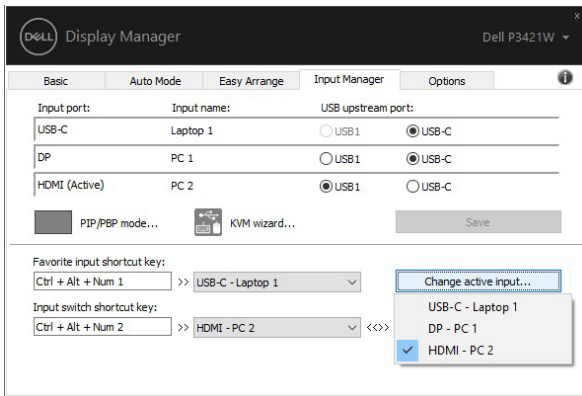 DELL Display Manager Dell P3421W
Basic Auto Mode Easy Arrange Input Manager Options
Input port: Input name: USB upstream port:
USB-C Laptop 1 USB1 USB-C
DP PC 1 USB1 USB-C
HDMI (Active) PC 2 USB1 USB-C
PIP/PBP mode... KVM wizard... Save
Favorite input shortcut key:
Ctrl + Alt + Num 1 >> USB-C - Laptop 1 Change active input...
USB-C - Laptop 1
Input switch shortcut key:
Ctrl + Alt + Num 2 >> HDMI - PC 2 <<>> DP - PC 1
HDMI - PC 2